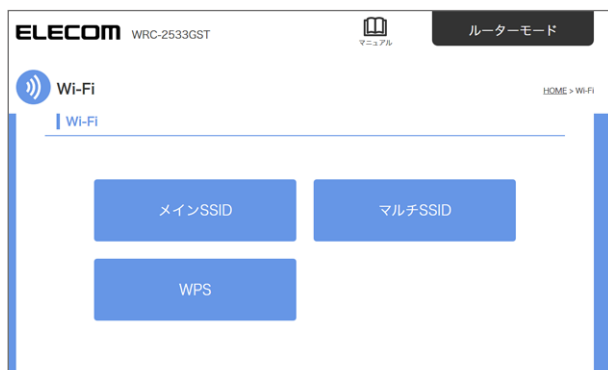 ELECOM WRC-2533GST
マニュアル
ルーターモード
Wi-Fi
HOME > Wi-Fi
Wi-Fi
メインSSID
マルチSSID
WPS